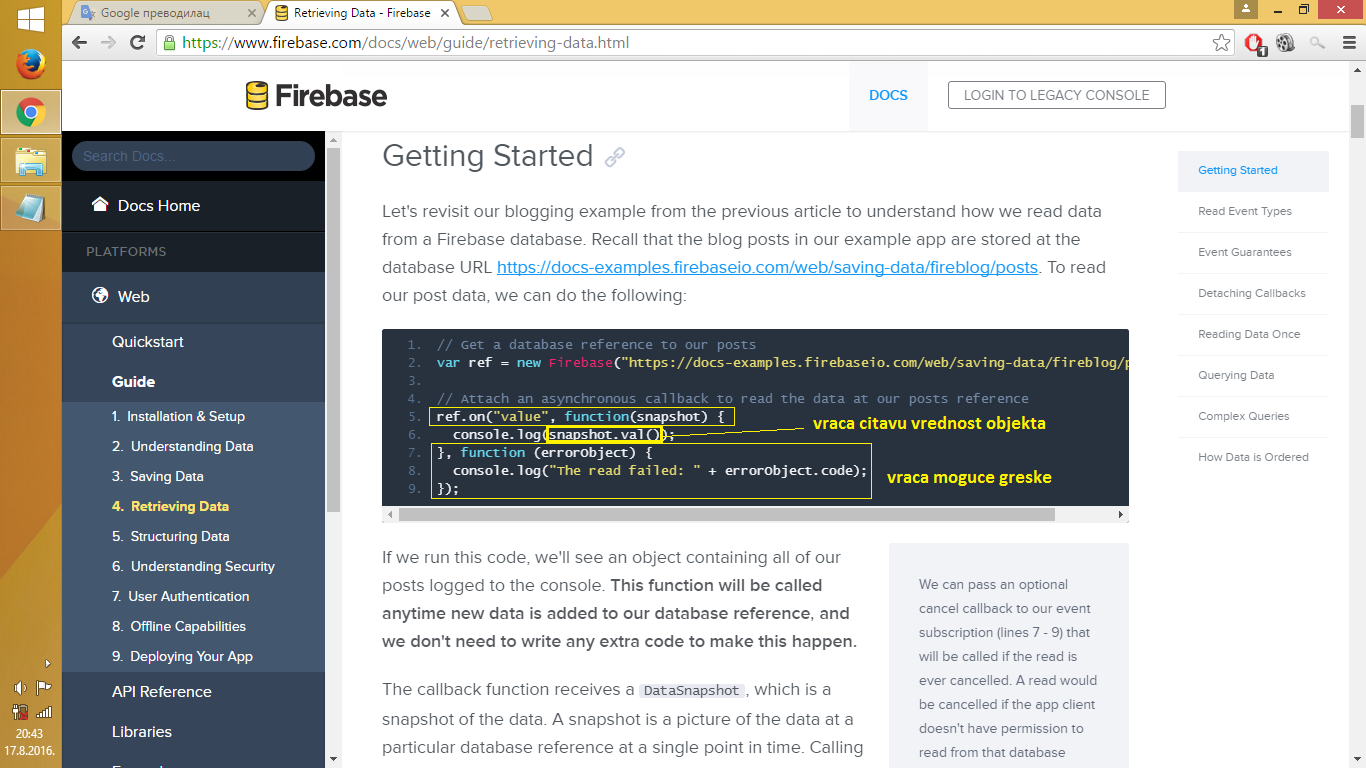 Google преводилац
Retrieving Data - Firebase
https://www.firebase.com/docs/web/guide/retrieving-data.html
1
Firebase
DOCS
LOGIN TO LEGACY CONSOLE
Search Docs...
Docs Home
PLATFORMS
Web
Quickstart
Guide
1. Installation & Setup
2. Understanding Data
3. Saving Data
4. Retrieving Data
5. Structuring Data
6. Understanding Security
7. User Authentication
8. Offline Capabilities
9. Deploying Your App
API Reference
Libraries
20:43
17.8.2016.
Getting Started
Let's revisit our blogging example from the previous article to understand how we read data
from a Firebase database. Recall that the blog posts in our example app are stored at the
database URL https://docs-examples.firebaseio.com/web/saving-data/fireblog/posts. To read
our post data, we can do the following:
1. // Get a database reference to our posts
2. var ref = new Firebase("https://docs-examples.firebaseio.com/web/saving-data/fireblog/p
3.
4. // Attach an asynchronous callback to read the data at our posts reference
5. ref.on("value", function(snapshot) {
6. console.log(snapshot.val());
vraca citavu vrednost objekta
7. }, function (errorObject) {
8. console.log("The read failed: " + errorObject.code);
vraca moguce greske
9. });
If we run this code, we'll see an object containing all of our
posts logged to the console. This function will be called
anytime new data is added to our database reference, and
we don't need to write any extra code to make this happen.
The callback function receives a DataSnapshot, which is a
snapshot of the data. A snapshot is a picture of the data at a
particular database reference at a single point in time. Calling
We can pass an optional
cancel callback to our event
subscription (lines 7 - 9) that
will be called if the read is
ever cancelled. A read would
be cancelled if the app client
doesn't have permission to
read from that database
Getting Started
Read Event Types
Event Guarantees
Detaching Callbacks
Reading Data Once
Querying Data
Complex Queries
How Data is Ordered